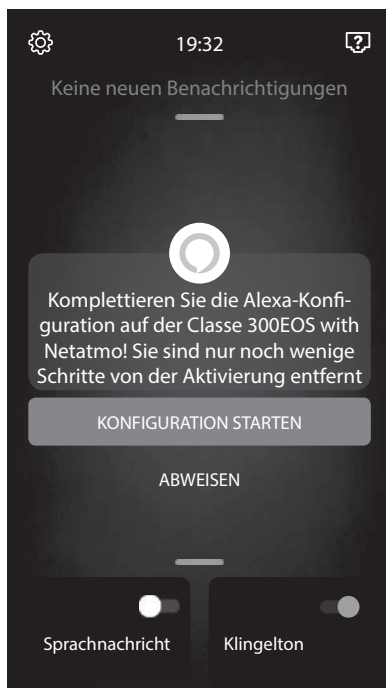 19:32
Keine neuen Benachrichtigungen
Komplettieren Sie die Alexa-Konfi-
guration auf der Classe 300EOS with
Netatmo! Sie sind nur noch wenige
Schritte von der Aktivierung entfernt
KONFIGURATION STARTEN
ABWEISEN
Sprachnachricht
Klingelton